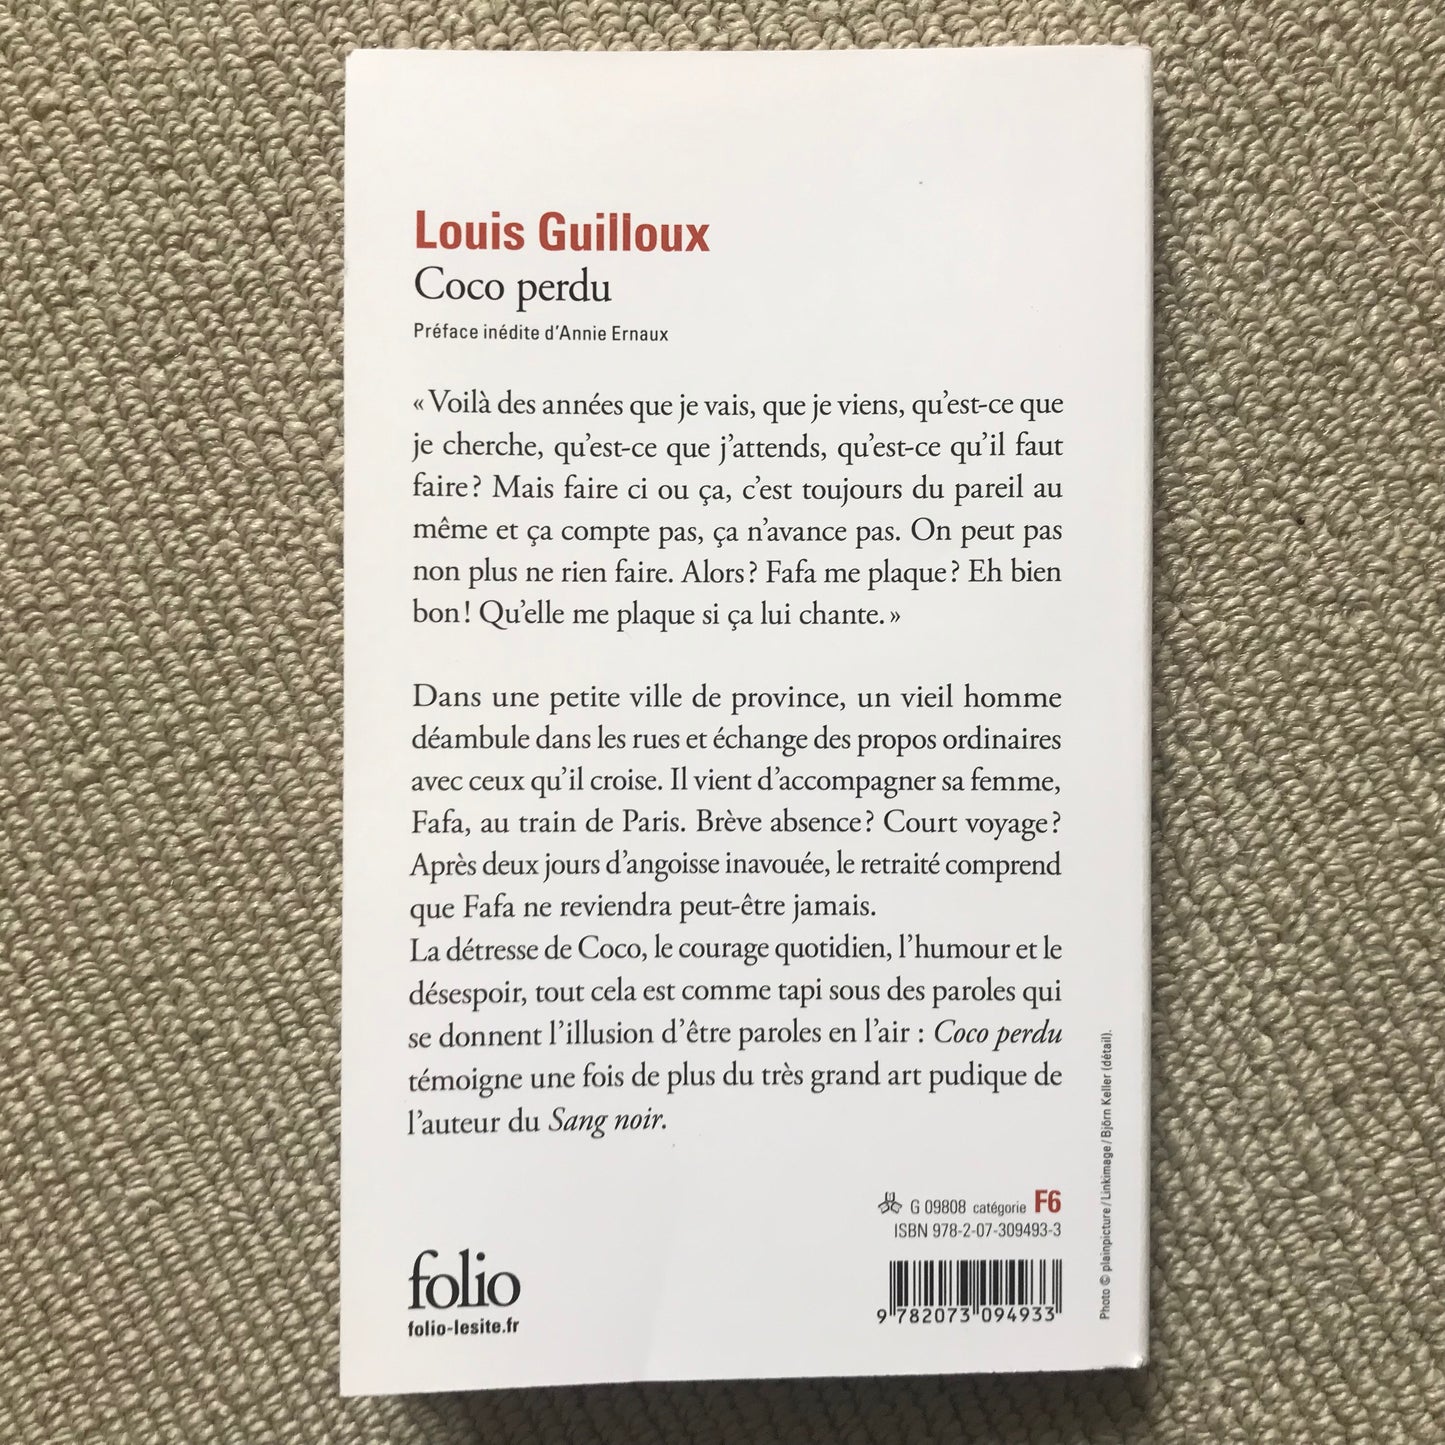 Louis Guilloux
Coco perdu
Préface inédite d'Annie Ernaux
« Voilà des années que je vais, que je viens, qu'est-ce que
je cherche, qu'est-ce que j'attends, qu'est-ce qu'il faut
faire ? Mais faire ci ou ça, c'est toujours du pareil au
même et ça compte pas, ça n'avance pas. On peut pas
non plus ne rien faire. Alors ? Fafa me plaque ? Eh bien
bon ! Qu'elle me plaque si ça lui chante. »
Dans une petite ville de province, un vieil homme
déambule dans les rues et échange des propos ordinaires
avec ceux qu'il croise. Il vient d'accompagner sa femme,
Fafa, au train de Paris. Brève absence ? Court voyage ?
Après deux jours d'angoisse inavouée, le retraité comprend
que Fafa ne reviendra peut-être jamais.
La détresse de Coco, le courage quotidien, l'humour et le
désespoir, tout cela est comme tapi sous des paroles qui
se donnent l'illusion d'être paroles en l'air : Coco perdu
témoigne une fois de plus du très grand art pudique de
l'auteur du Sang noir.
G 09808 catégorie F6
ISBN 978-2-07-309493-3
folio
folio-lesite.fr
9 782073 094933
Photo © plainpicture / Linkimage / Björn Keller (détail).